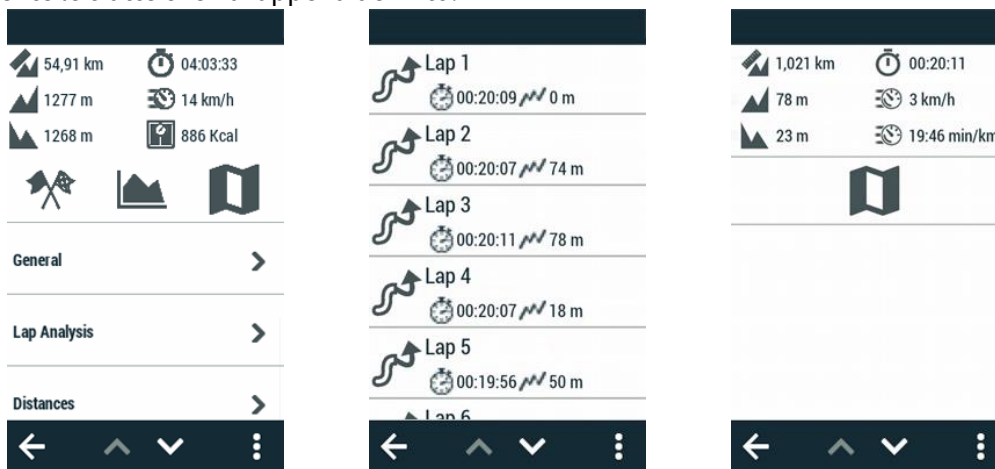 54,91 km 04:03:33
1277 m 14 km/h
1268 m 886 Kcal
General
Lap Analysis
Distances
Lap 1
00:20:09 0 m
Lap 2
00:20:07 74 m
Lap 3
00:20:11 78 m
Lap 4
00:20:07 18 m
Lap 5
00:19:56 50 m
Lap 6
1,021 km 00:20:11
78 m 3 km/h
23 m 19:46 min/km